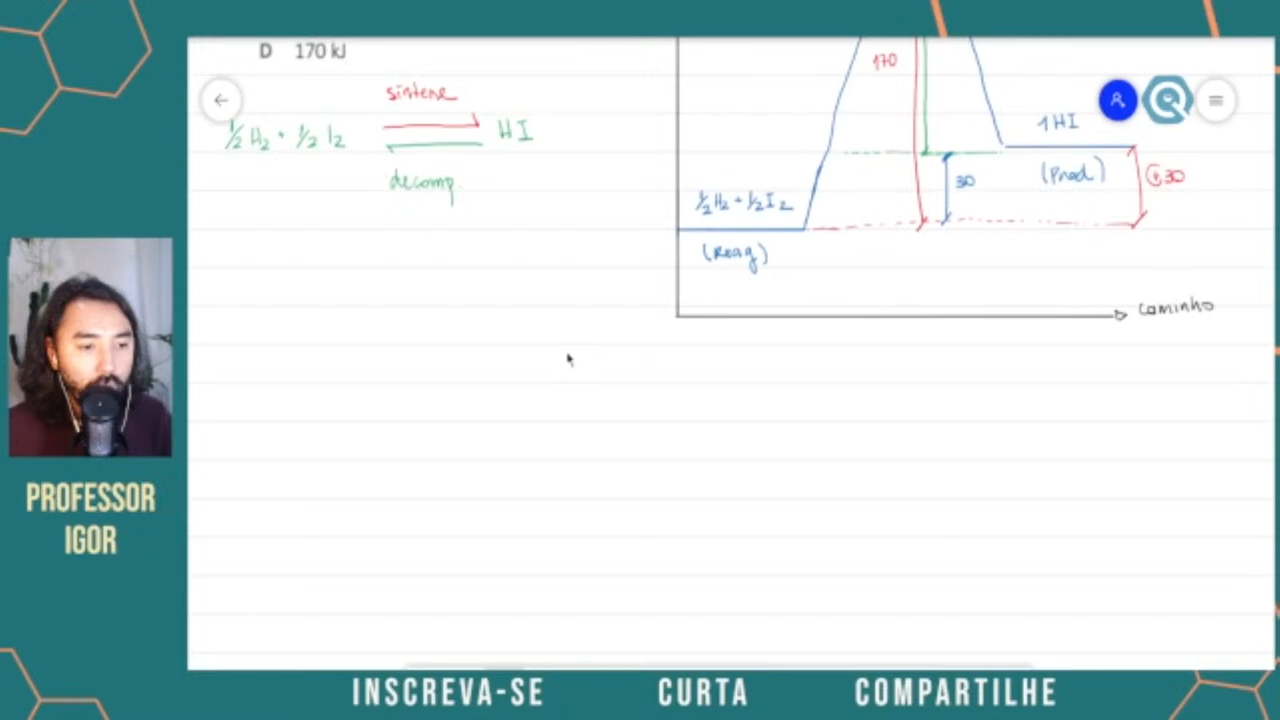 D 170 kJ
síntese
½ H₂ + ½ I₂
HI
decomp.
170
1 HI
(Prod)
30
+30
½ H₂ + ½ I₂
(Reag)
caminho
PROFESSOR
IGOR
INSCREVA-SE CURTA COMPARTILHE